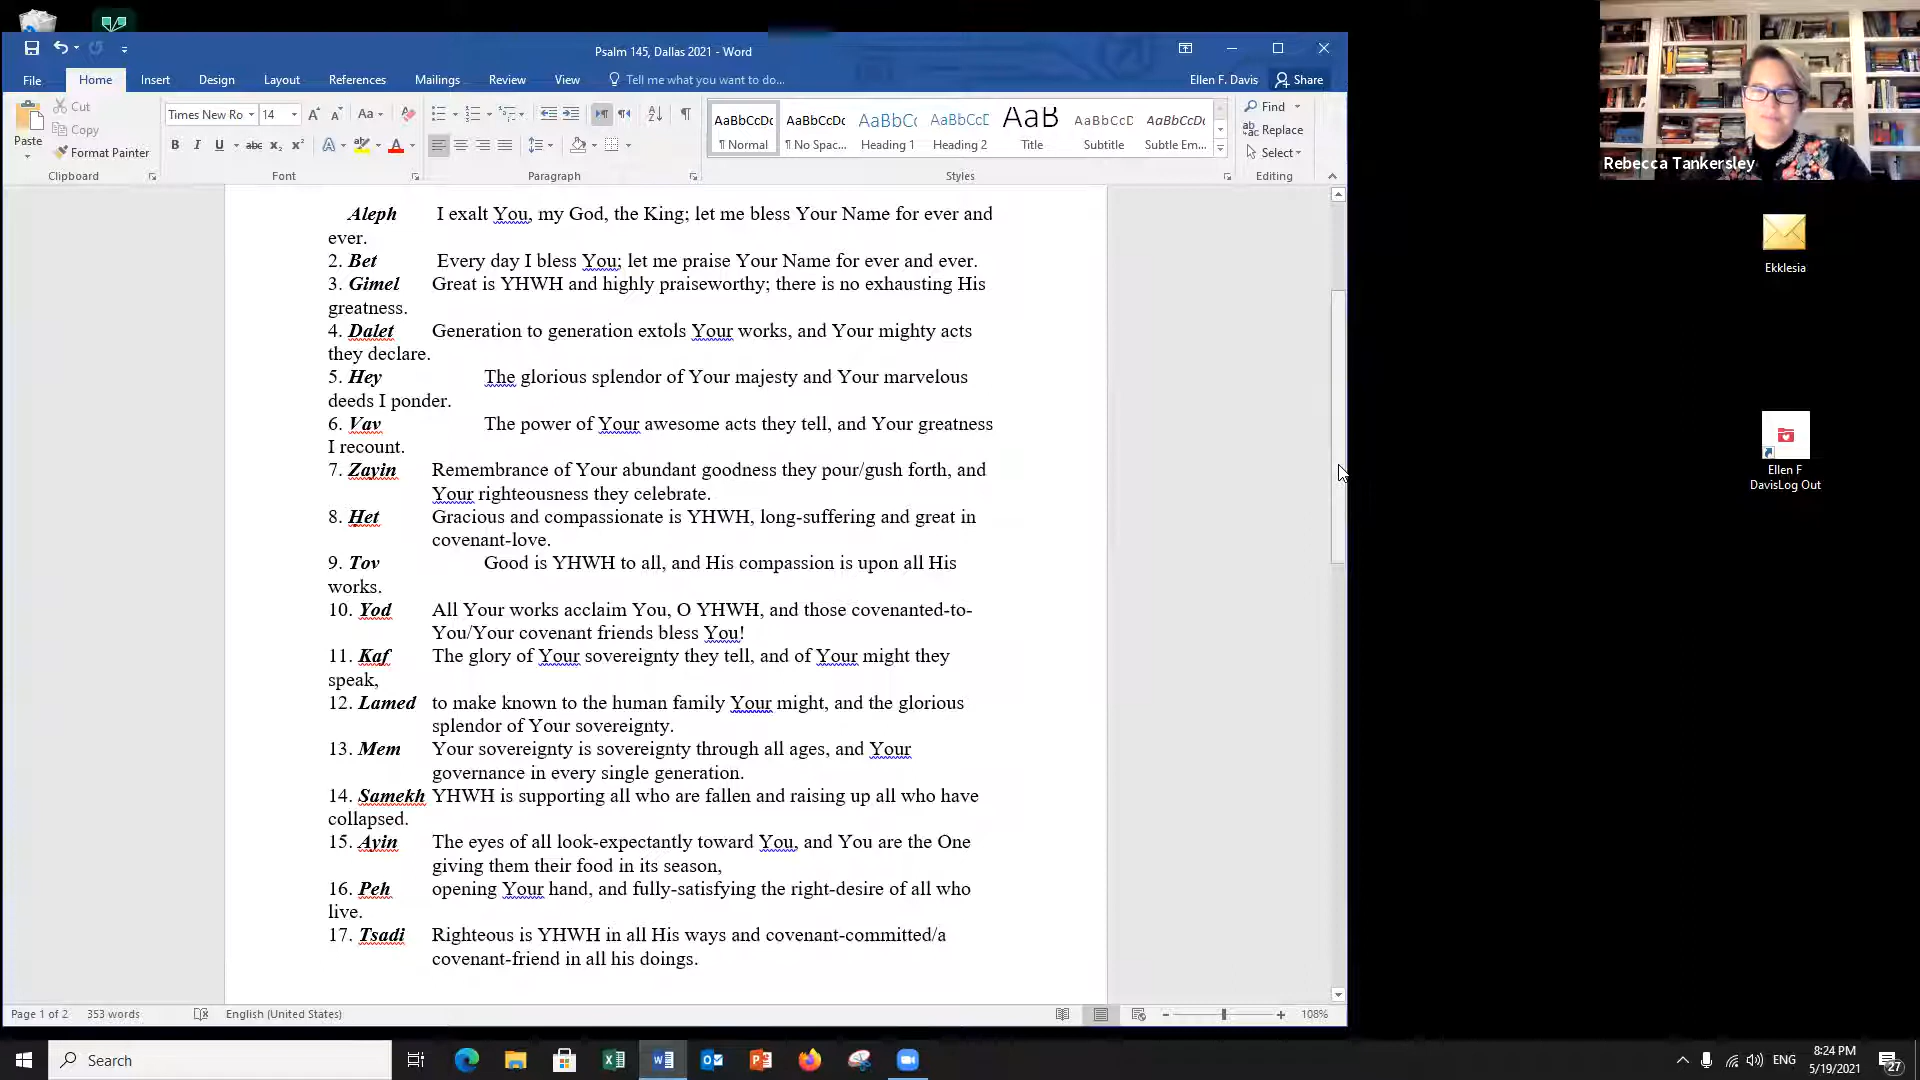 Psalm 145, Dallas 2021 - Word
File Home Insert Design Layout References Mailings Review View Tell me what you want to do... Ellen F. Davis Share
Cut
Copy
Format Painter
Paste
Clipboard
Times New Ro 14
Font
Paragraph
AaBbCcDc AaBbCcDc AaBbCc AaBbCcD AaB AaBbCcD AaBbCcDc
¶ Normal ¶ No Spac... Heading 1 Heading 2 Title Subtitle Subtle Em...
Styles
Find
Replace
Select
Editing
Aleph I exalt You, my God, the King; let me bless Your Name for ever and
ever.
2. Bet Every day I bless You; let me praise Your Name for ever and ever.
3. Gimel Great is YHWH and highly praiseworthy; there is no exhausting His
greatness.
4. Dalet Generation to generation extols Your works, and Your mighty acts
they declare.
5. Hey The glorious splendor of Your majesty and Your marvelous
deeds I ponder.
6. Vav The power of Your awesome acts they tell, and Your greatness
I recount.
7. Zayin Remembrance of Your abundant goodness they pour/gush forth, and
Your righteousness they celebrate.
8. Het Gracious and compassionate is YHWH, long-suffering and great in
covenant-love.
9. Tov Good is YHWH to all, and His compassion is upon all His
works.
10. Yod All Your works acclaim You, O YHWH, and those covenanted-to-
You/Your covenant friends bless You!
11. Kaf The glory of Your sovereignty they tell, and of Your might they
speak,
12. Lamed to make known to the human family Your might, and the glorious
splendor of Your sovereignty.
13. Mem Your sovereignty is sovereignty through all ages, and Your
governance in every single generation.
14. Samekh YHWH is supporting all who are fallen and raising up all who have
collapsed.
15. Ayin The eyes of all look-expectantly toward You, and You are the One
giving them their food in its season,
16. Peh opening Your hand, and fully-satisfying the right-desire of all who
live.
17. Tsadi Righteous is YHWH in all His ways and covenant-committed/a
covenant-friend in all his doings.
Page 1 of 2 353 words English (United States) 108%
Rebecca Tankersley
Ekklesia
Ellen F
DavisLog Out
Search
ENG
8:24 PM
5/19/2021
27